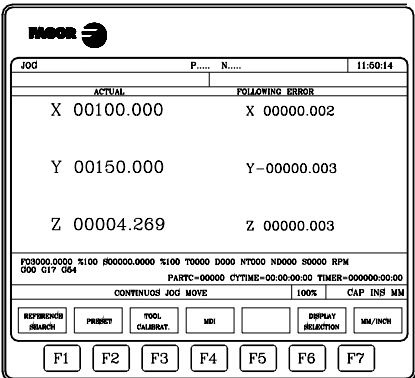 FAGOR
JOG P..... N..... 11:50:14
ACTUAL FOLLOWING ERROR
X 00100.000 X 00000.002
Y 00150.000 Y-00000.003
Z 00004.269 Z 00000.003
F03000.0000 %100 S00000.0000 %100 T0000 D000 NT000 ND000 S0000 RPM
G00 G17 G54
PARTC=00000 CYTIME=00:00:00:00 TIMER=000000:00:00
CONTINUOS JOG MOVE 100% CAP INS MM
REFERENCE SEARCH
PRESET
TOOL CALIBRAT.
MDI
DISPLAY SELECTION
MM/INCH
F1 F2 F3 F4 F5 F6 F7